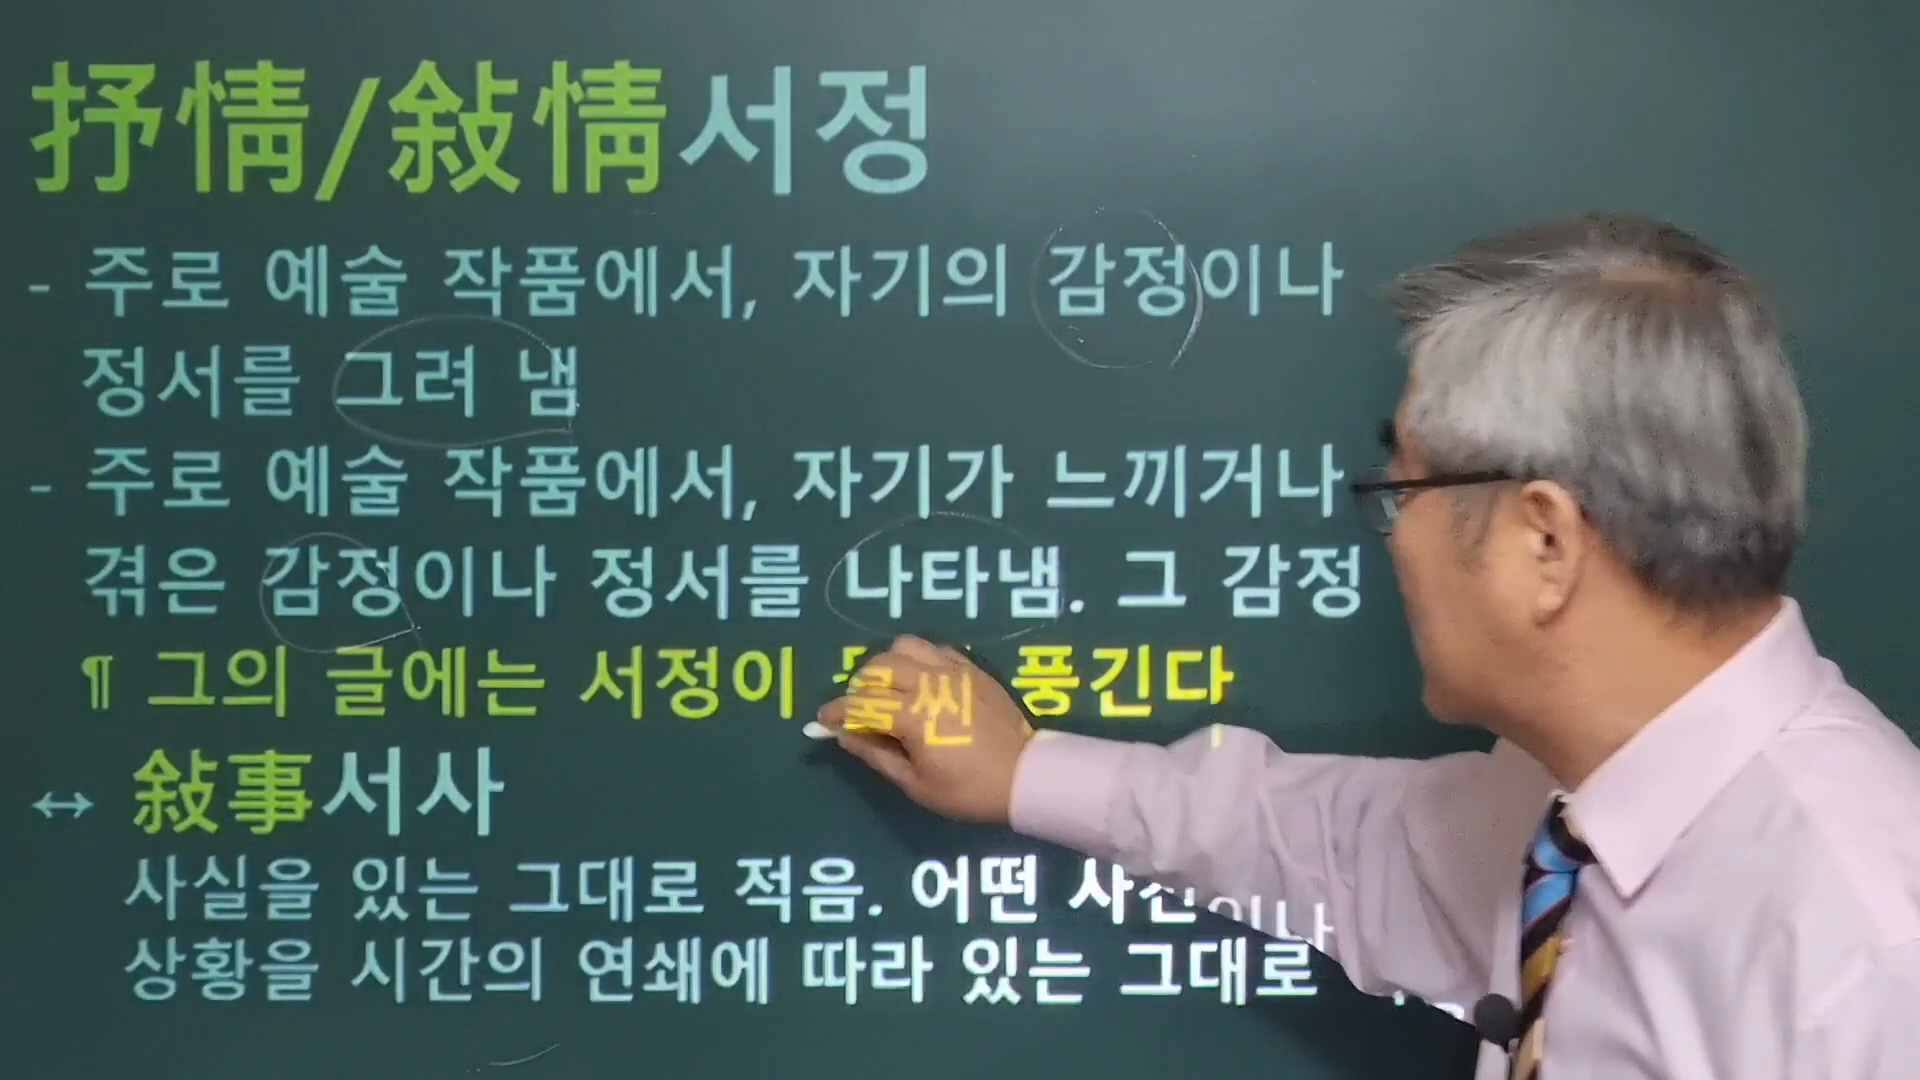 抒情/敍情서정
- 주로 예술 작품에서, 자기의 감정이나
정서를 그려 냄
- 주로 예술 작품에서, 자기가 느끼거나
겪은 감정이나 정서를 나타냄. 그 감정
¶ 그의 글에는 서정이 물씬 풍긴다
↔ 敍事서사
사실을 있는 그대로 적음. 어떤 사건이나
상황을 시간의 연쇄에 따라 있는 그대로